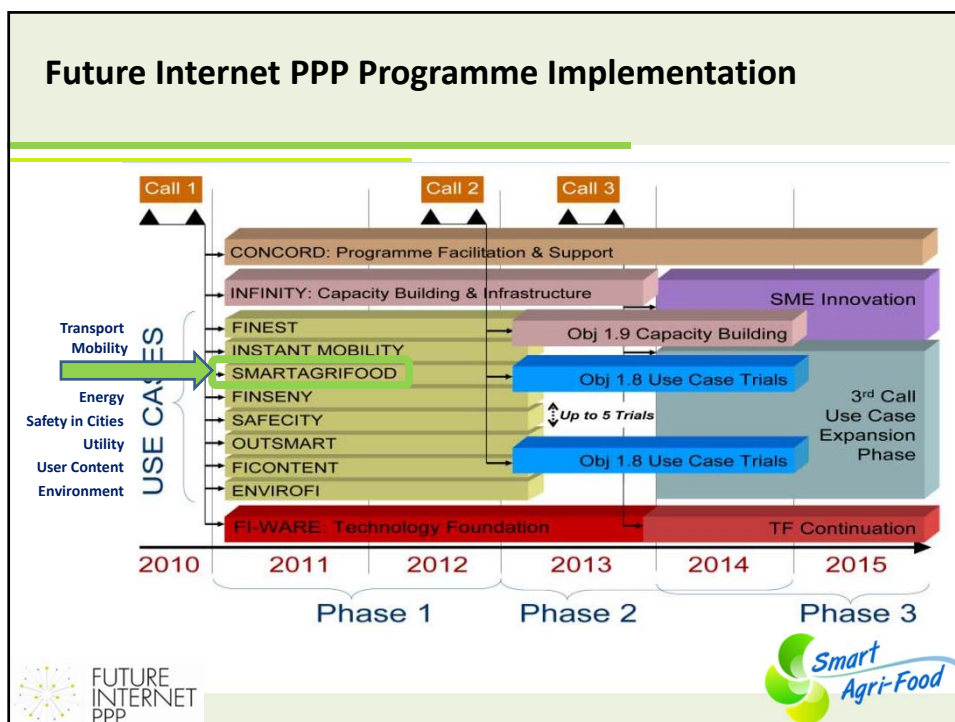 Future Internet PPP Programme Implementation
Call 1
Call 2
Call 3
CONCORD: Programme Facilitation & Support
INFINITY: Capacity Building & Infrastructure
SME Innovation
USE CASES
Transport
Mobility
Energy
Safety in Cities
Utility
User Content
Environment
FINEST
INSTANT MOBILITY
SMARTAGRIFOOD
FINSENY
SAFECITY
OUTSMART
FICONTENT
ENVIROFI
Obj 1.9 Capacity Building
Obj 1.8 Use Case Trials
Up to 5 Trials
Obj 1.8 Use Case Trials
3rd Call
Use Case
Expansion
Phase
FI-WARE: Technology Foundation
TF Continuation
2010
2011
2012
2013
2014
2015
Phase 1
Phase 2
Phase 3
FUTURE
INTERNET
PPP
Smart
Agri-Food